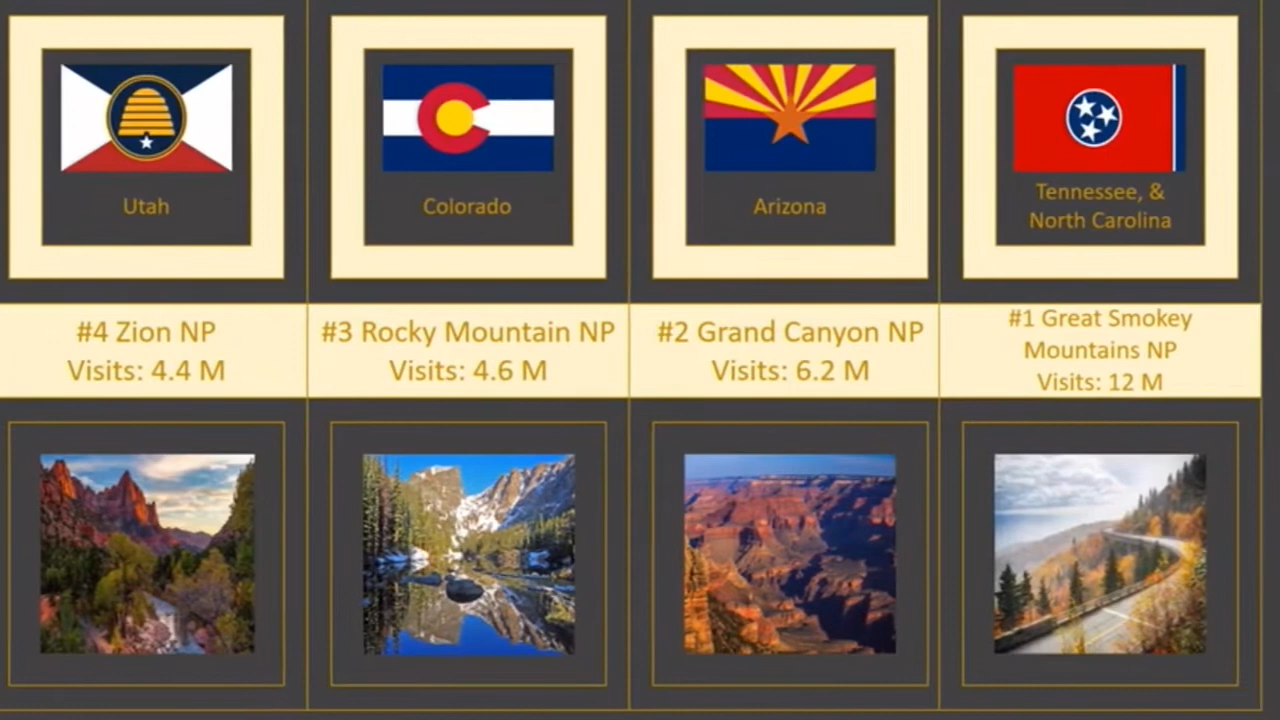 Utah
Colorado
Arizona
Tennessee, &
North Carolina
#4 Zion NP
Visits: 4.4 M
#3 Rocky Mountain NP
Visits: 4.6 M
#2 Grand Canyon NP
Visits: 6.2 M
#1 Great Smokey
Mountains NP
Visits: 12 M